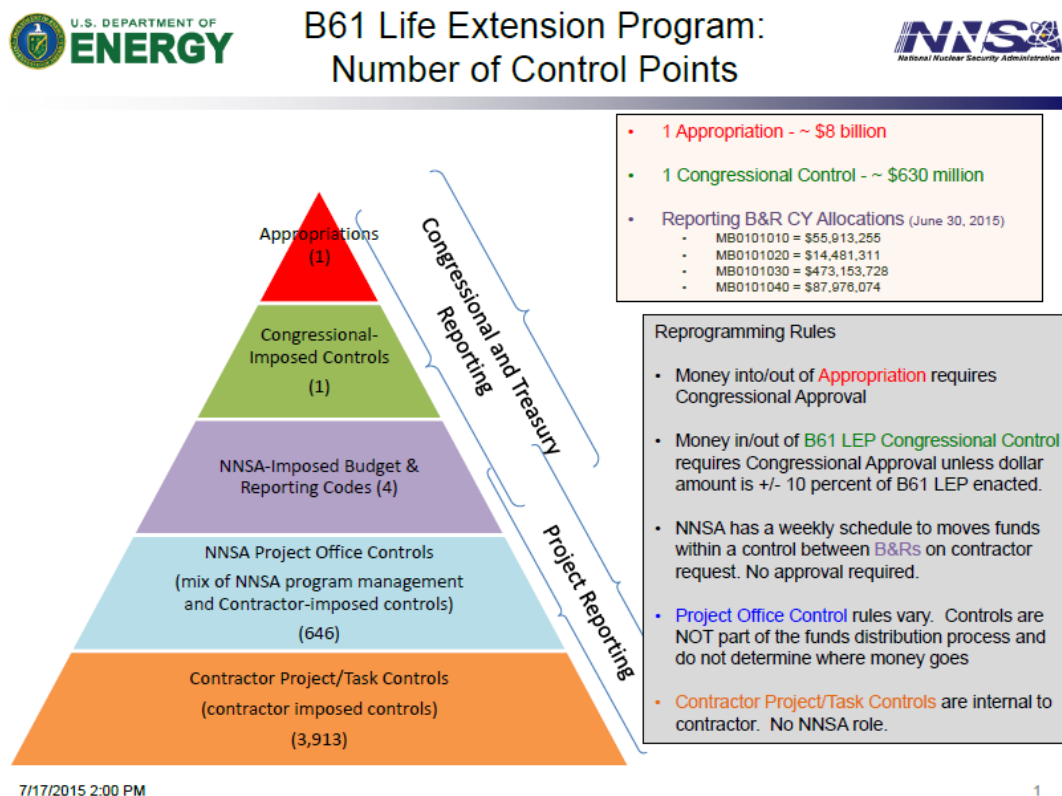 U.S. DEPARTMENT OF
ENERGY
B61 Life Extension Program:
Number of Control Points
NNSA
National Nuclear Security Administration
• 1 Appropriation - ~ $8 billion
• 1 Congressional Control - ~ $630 million
• Reporting B&R CY Allocations (June 30, 2015)
• MB0101010 = $55,913,255
• MB0101020 = $14,481,311
• MB0101030 = $473,153,728
• MB0101040 = $87,976,074
Appropriations
(1)
Congressional-
Imposed Controls
(1)
NNSA-Imposed Budget &
Reporting Codes (4)
NNSA Project Office Controls
(mix of NNSA program management
and Contractor-imposed controls)
(646)
Contractor Project/Task Controls
(contractor imposed controls)
(3,913)
Congressional and Treasury
Reporting
Project Reporting
Reprogramming Rules
• Money into/out of Appropriation requires
Congressional Approval
• Money in/out of B61 LEP Congressional Control
requires Congressional Approval unless dollar
amount is +/- 10 percent of B61 LEP enacted.
• NNSA has a weekly schedule to moves funds
within a control between B&Rs on contractor
request. No approval required.
• Project Office Control rules vary.  Controls are
NOT part of the funds distribution process and
do not determine where money goes
• Contractor Project/Task Controls are internal to
contractor.  No NNSA role.
7/17/2015 2:00 PM
1